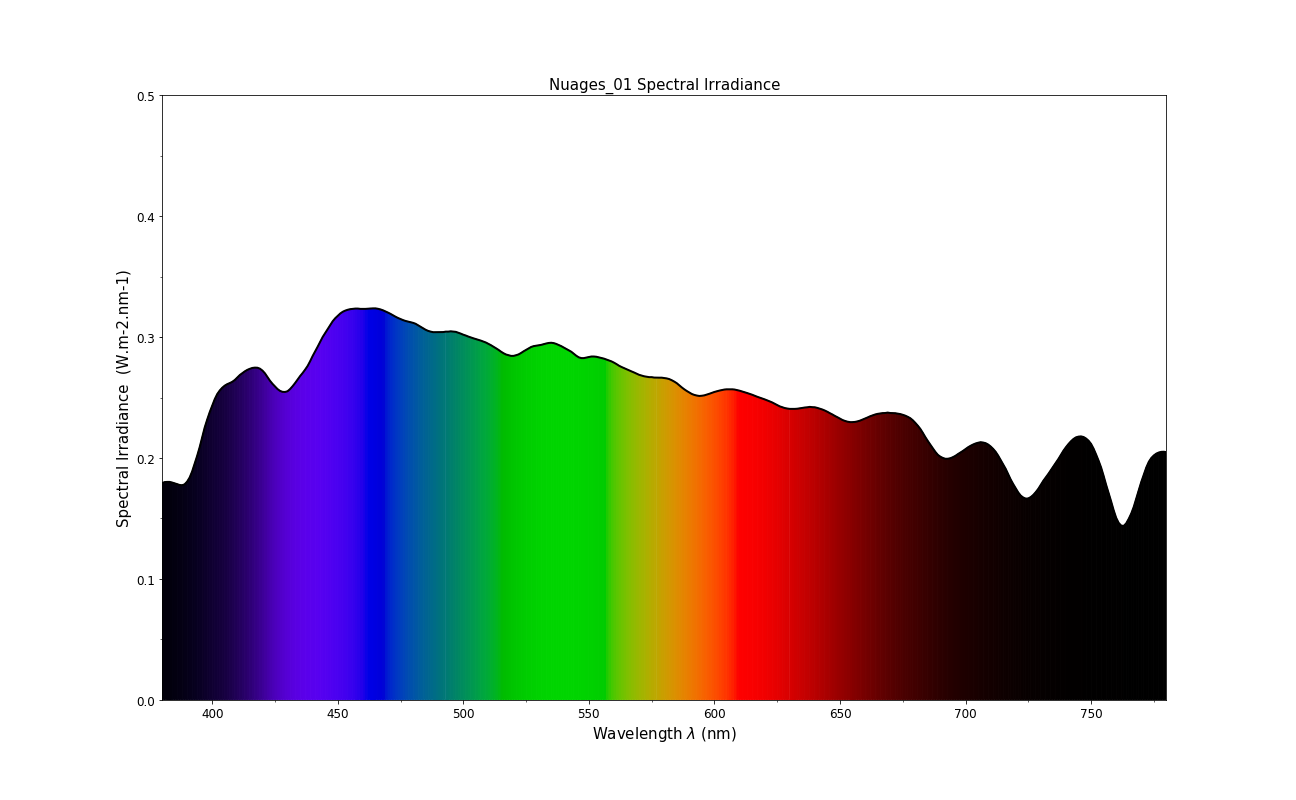 Nuages_01 Spectral Irradiance
0.5
0.4
0.3
0.2
0.1
0.0
Spectral Irradiance (W.m-2.nm-1)
400 450 500 550 600 650 700 750
Wavelength λ (nm)